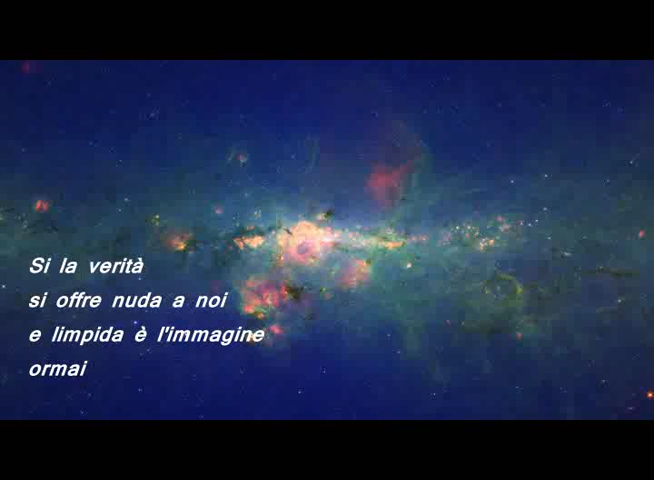 Si la verità
si offre nuda a noi
e limpida è l'immagine
ormai